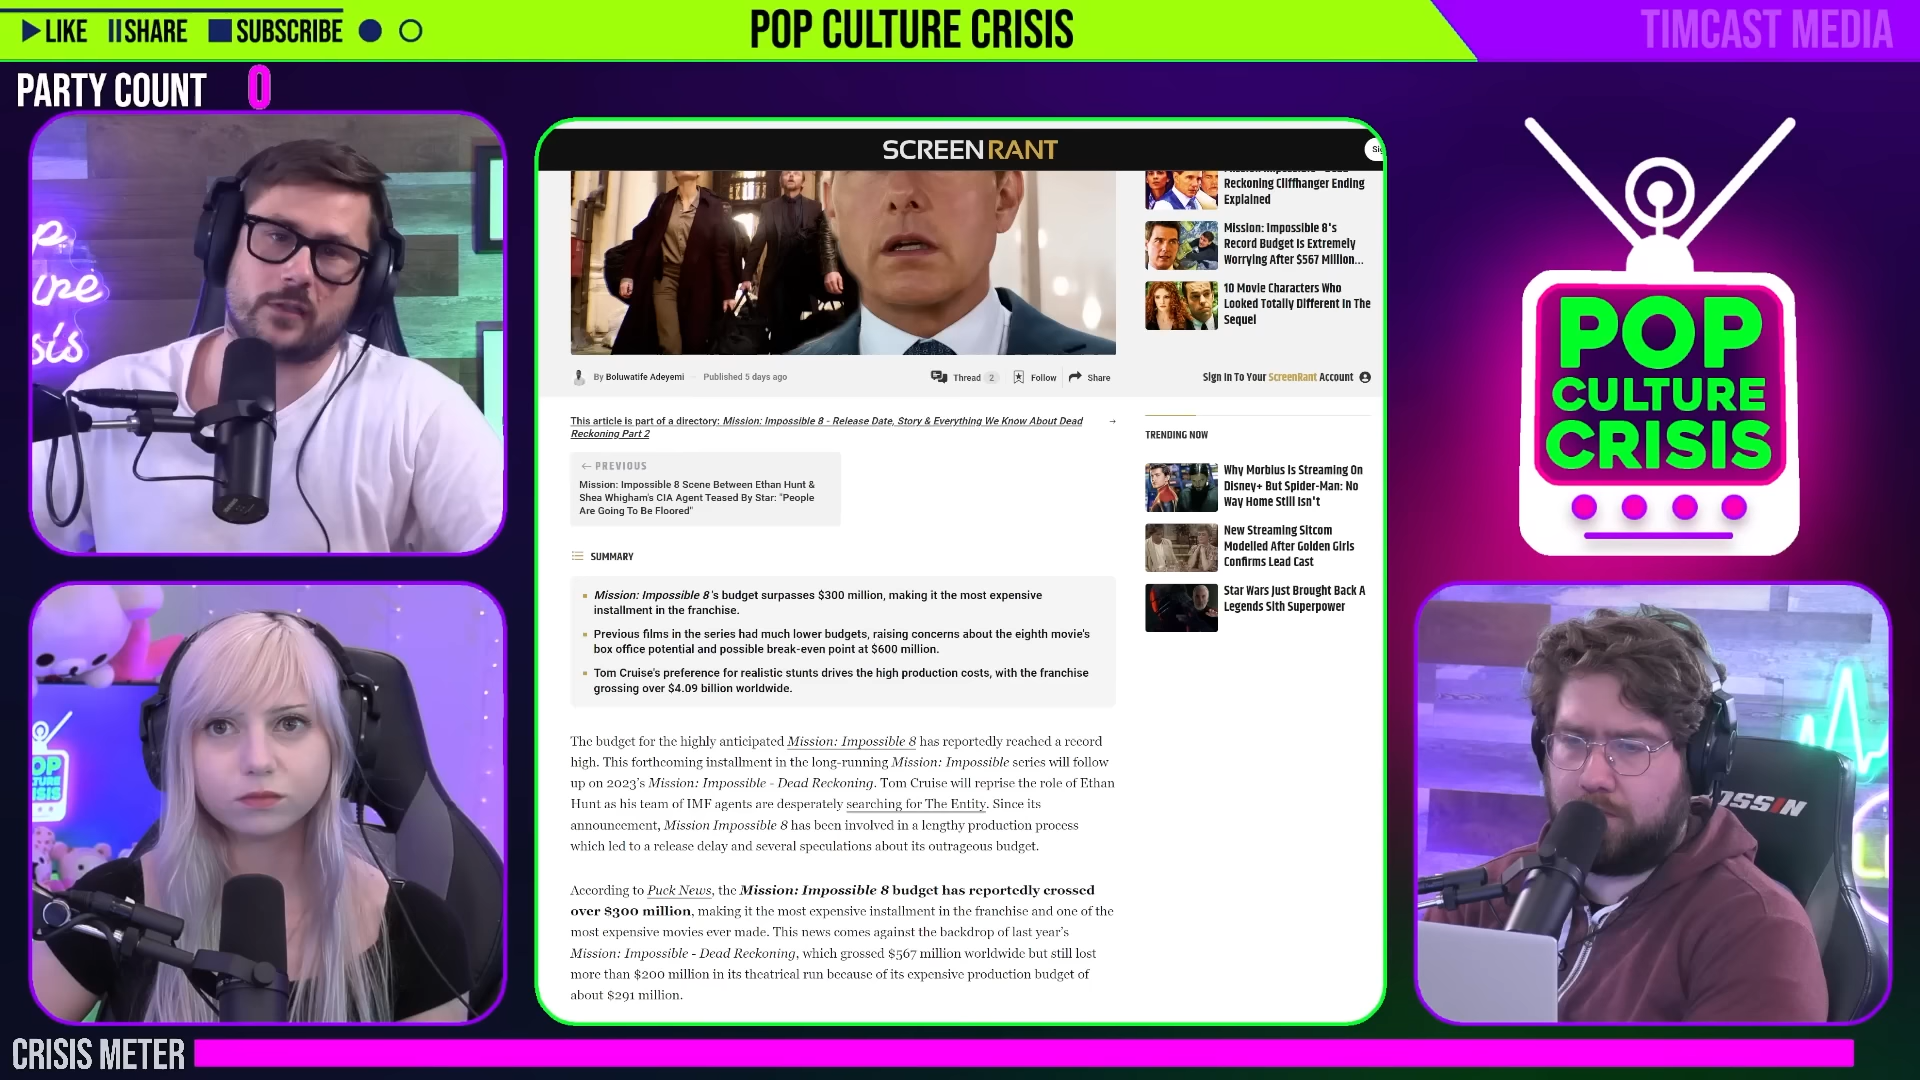 LIKE SHARE SUBSCRIBE
POP CULTURE CRISIS
TIMCAST MEDIA
PARTY COUNT 0
SCREENRANT
Reckoning Cliffhanger Ending
Explained
Mission: Impossible 8's
Record Budget Is Extremely
Worrying After $567 Million...
10 Movie Characters Who
Looked Totally Different In The
Sequel
By Boluwatife Adeyemi
Published 5 days ago
Thread 2
Follow
Share
Sign In To Your ScreenRant Account
This article is part of a directory: Mission: Impossible 8 - Release Date, Story & Everything We Know About Dead
Reckoning Part 2
PREVIOUS
Mission: Impossible 8 Scene Between Ethan Hunt &
Shea Whigham's CIA Agent Teased By Star: "People
Are Going To Be Floored"
SUMMARY
Mission: Impossible 8's budget surpasses $300 million, making it the most expensive
installment in the franchise.
Previous films in the series had much lower budgets, raising concerns about the eighth movie's
box office potential and possible break-even point at $600 million.
Tom Cruise's preference for realistic stunts drives the high production costs, with the franchise
grossing over $4.09 billion worldwide.
The budget for the highly anticipated Mission: Impossible 8 has reportedly reached a record
high. This forthcoming installment in the long-running Mission: Impossible series will follow
up on 2023's Mission: Impossible - Dead Reckoning. Tom Cruise will reprise the role of Ethan
Hunt as his team of IMF agents are desperately searching for The Entity. Since its
announcement, Mission Impossible 8 has been involved in a lengthy production process
which led to a release delay and several speculations about its outrageous budget.
According to Puck News, the Mission: Impossible 8 budget has reportedly crossed
over $300 million, making it the most expensive installment in the franchise and one of the
most expensive movies ever made. This news comes against the backdrop of last year's
Mission: Impossible - Dead Reckoning, which grossed $567 million worldwide but still lost
more than $200 million in its theatrical run because of its expensive production budget of
about $291 million.
TRENDING NOW
Why Morbius Is Streaming On
Disney+ But Spider-Man: No
Way Home Still Isn't
New Streaming Sitcom
Modelled After Golden Girls
Confirms Lead Cast
Star Wars Just Brought Back A
Legends Sith Superpower
POP
CULTURE
CRISIS
CRISIS METER